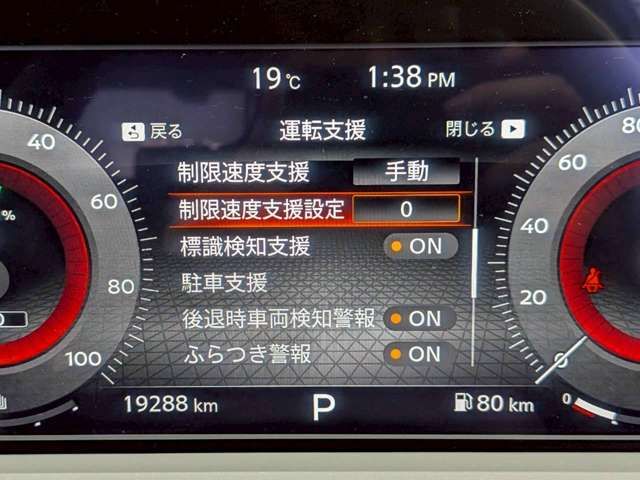 19℃ 1:38 PM
戻る 運転支援 閉じる
制限速度支援 手動
制限速度支援設定 0
標識検知支援 ON
駐車支援
後退時車両検知警報 ON
ふらつき警報 ON
40
60
80
100
%
80
60
40
20
0
19288 km P 80 km
0